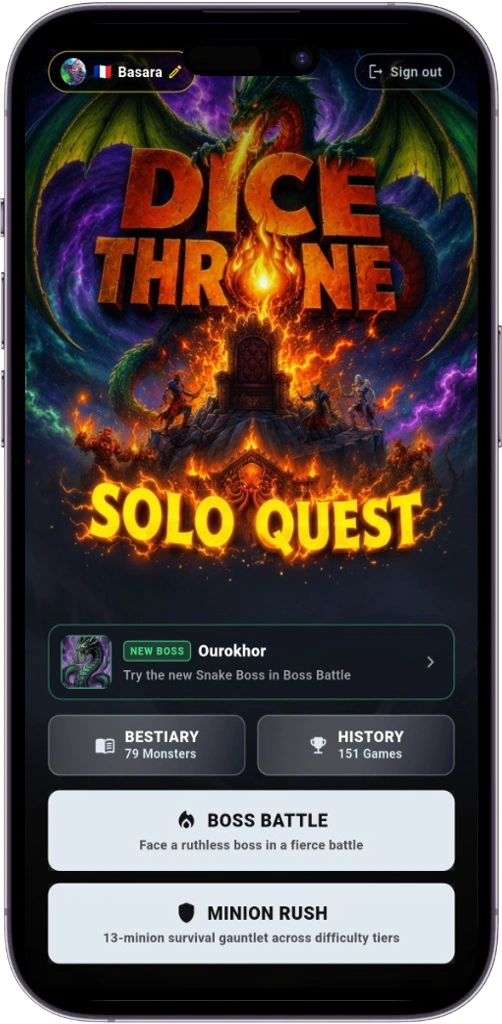 Basara
Sign out
DICE
THRONE
SOLO QUEST
NEW BOSS Ourokhor
Try the new Snake Boss in Boss Battle
BESTIARY
79 Monsters
HISTORY
151 Games
BOSS BATTLE
Face a ruthless boss in a fierce battle
MINION RUSH
13-minion survival gauntlet across difficulty tiers